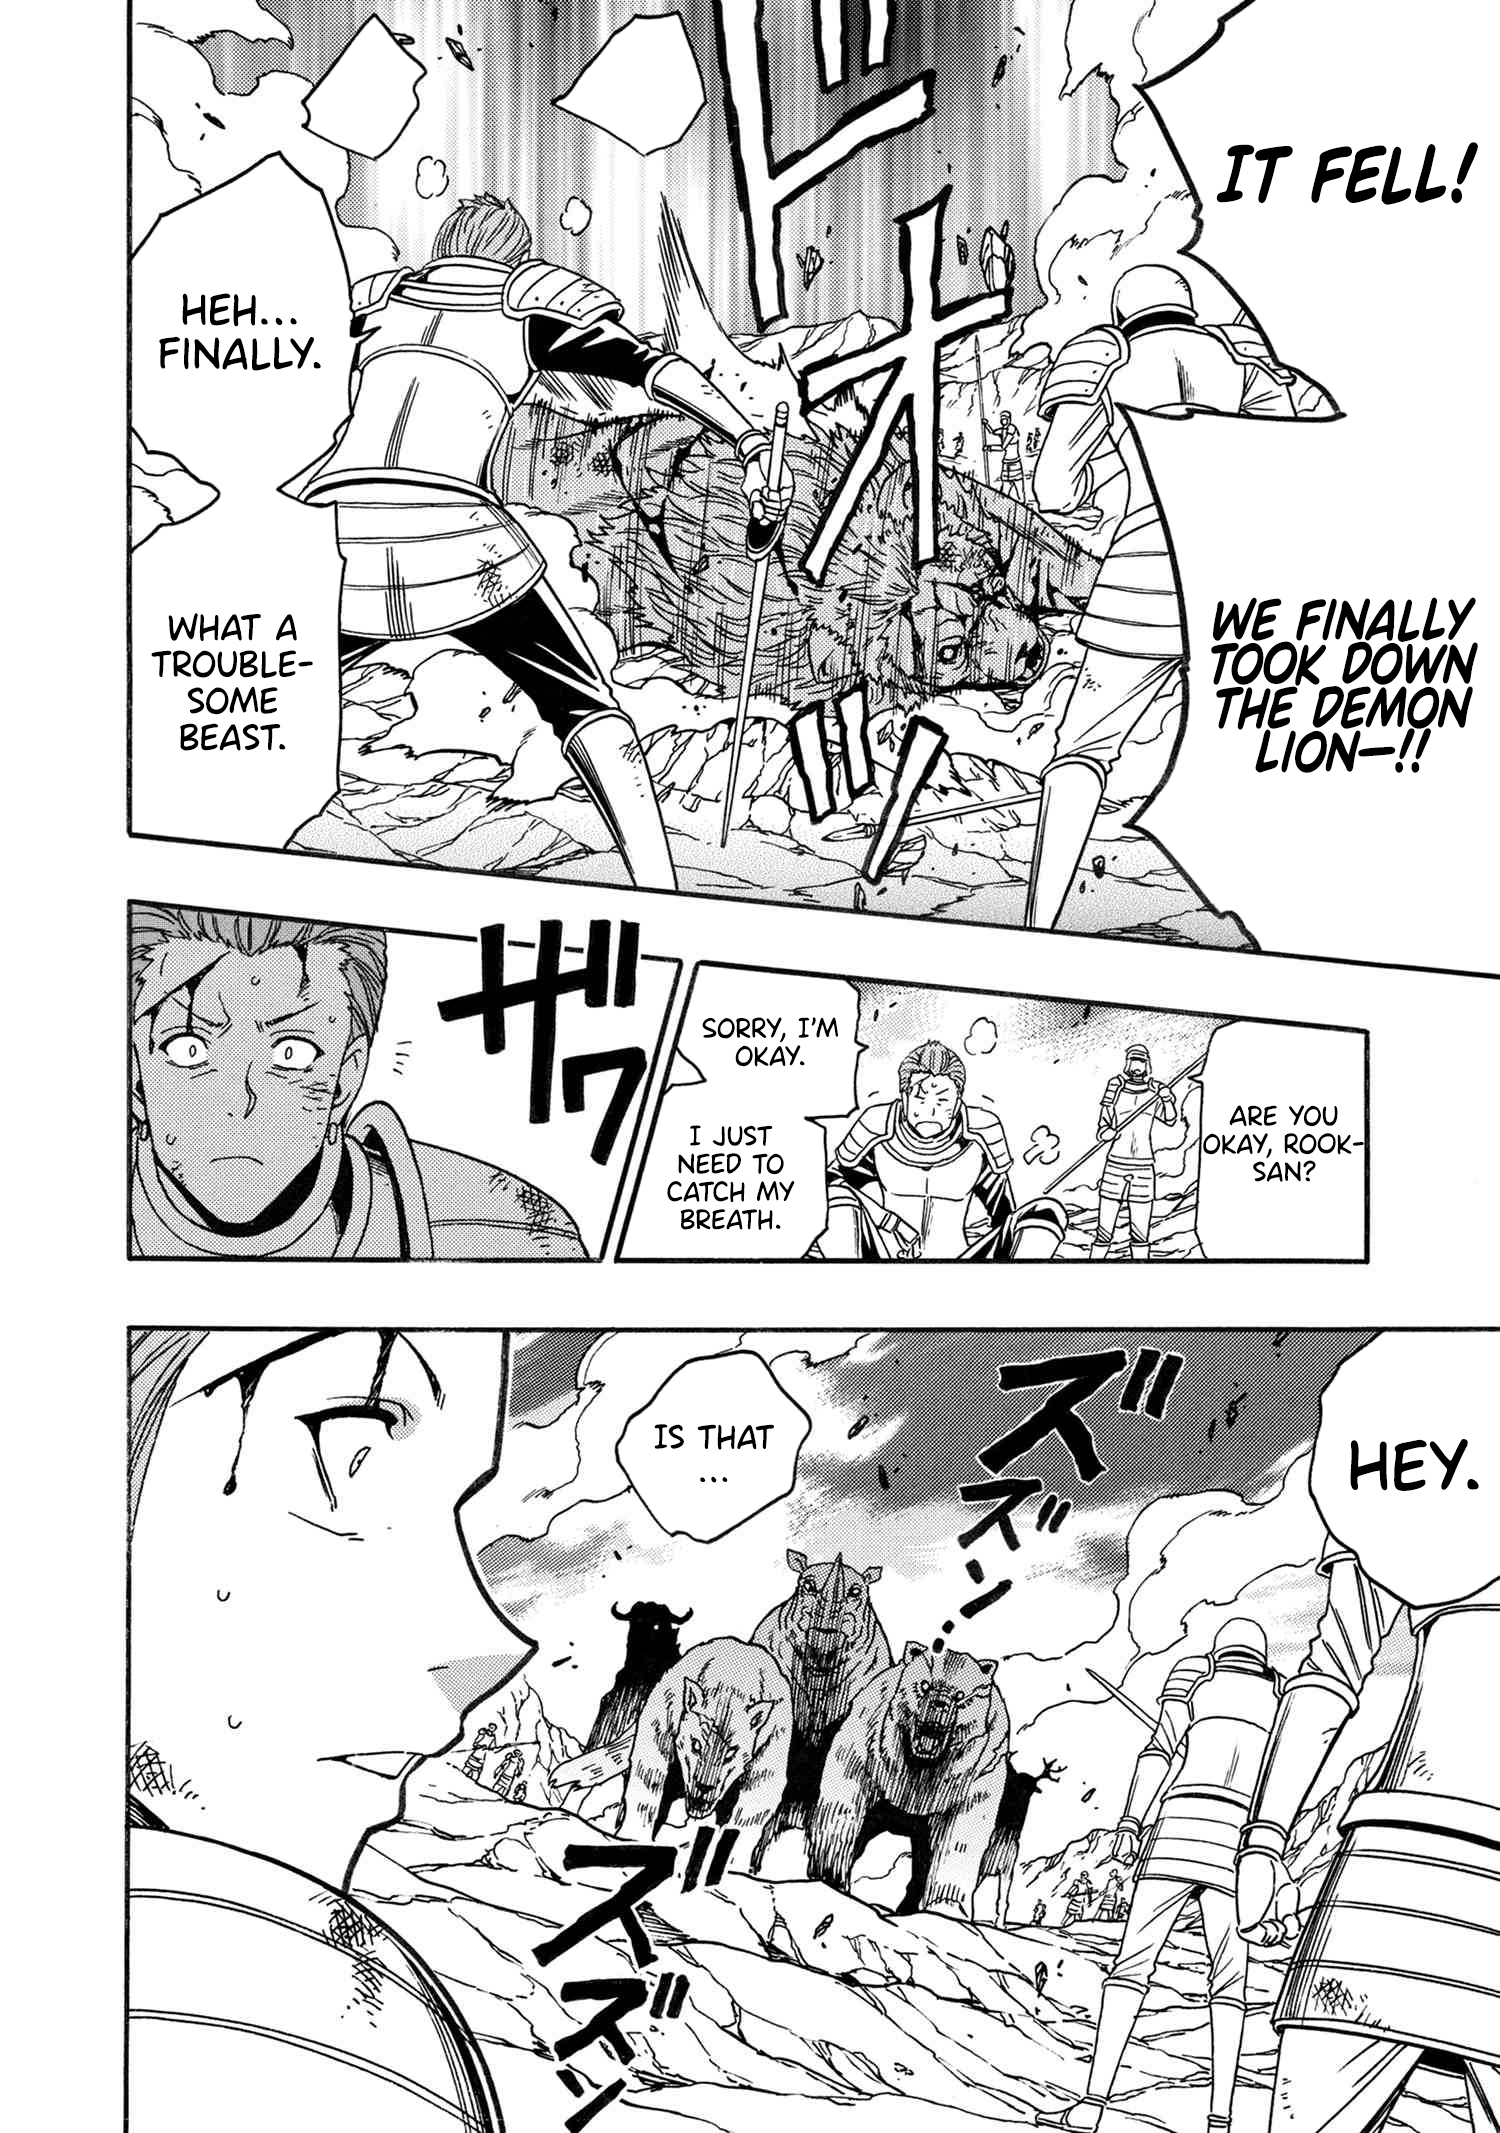 IT FELL!
WE FINALLY
TOOK DOWN
THE DEMON
LION—!!
ドオ
HEH...
FINALLY.
WHAT A
TROUBLE-
SOME
BEAST.
ARE YOU
OKAY, ROOK-
SAN?
SORRY, I'M
OKAY.
I JUST
NEED TO
CATCH MY
BREATH.
ザワ
HEY.
ズズン...
IS THAT
...
ズズン